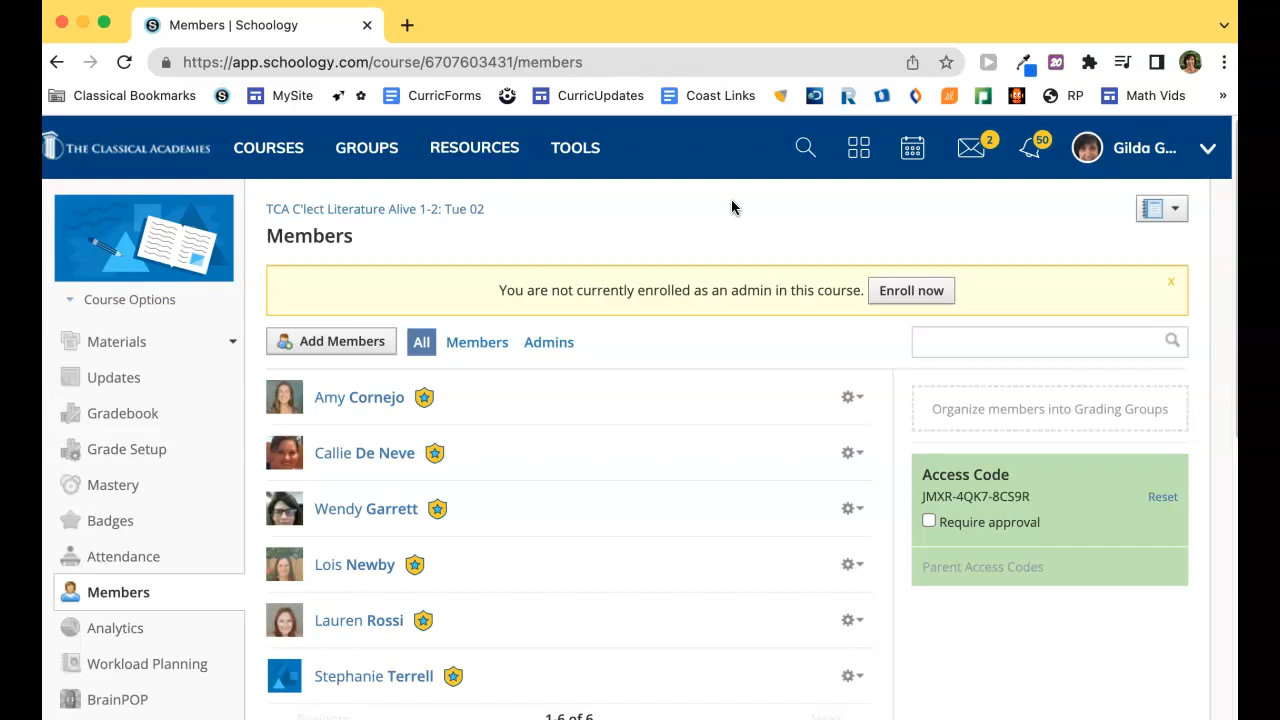 Members | Schoology
https://app.schoology.com/course/6707603431/members
20
Classical Bookmarks
MySite
CurricForms
CurricUpdates
Coast Links
RP
Math Vids
»
THE CLASSICAL ACADEMIES
COURSES
GROUPS
RESOURCES
TOOLS
2
50
Gilda G...
TCA C'lect Literature Alive 1-2: Tue 02
Members
You are not currently enrolled as an admin in this course.
Enroll now
x
Course Options
Materials
Updates
Gradebook
Grade Setup
Mastery
Badges
Attendance
Members
Analytics
Workload Planning
BrainPOP
Add Members
All
Members
Admins
Amy Cornejo
Callie De Neve
Wendy Garrett
Lois Newby
Lauren Rossi
Stephanie Terrell
1-6 of 6
Organize members into Grading Groups
Access Code
JMXR-4QK7-8CS9R
Reset
Require approval
Parent Access Codes